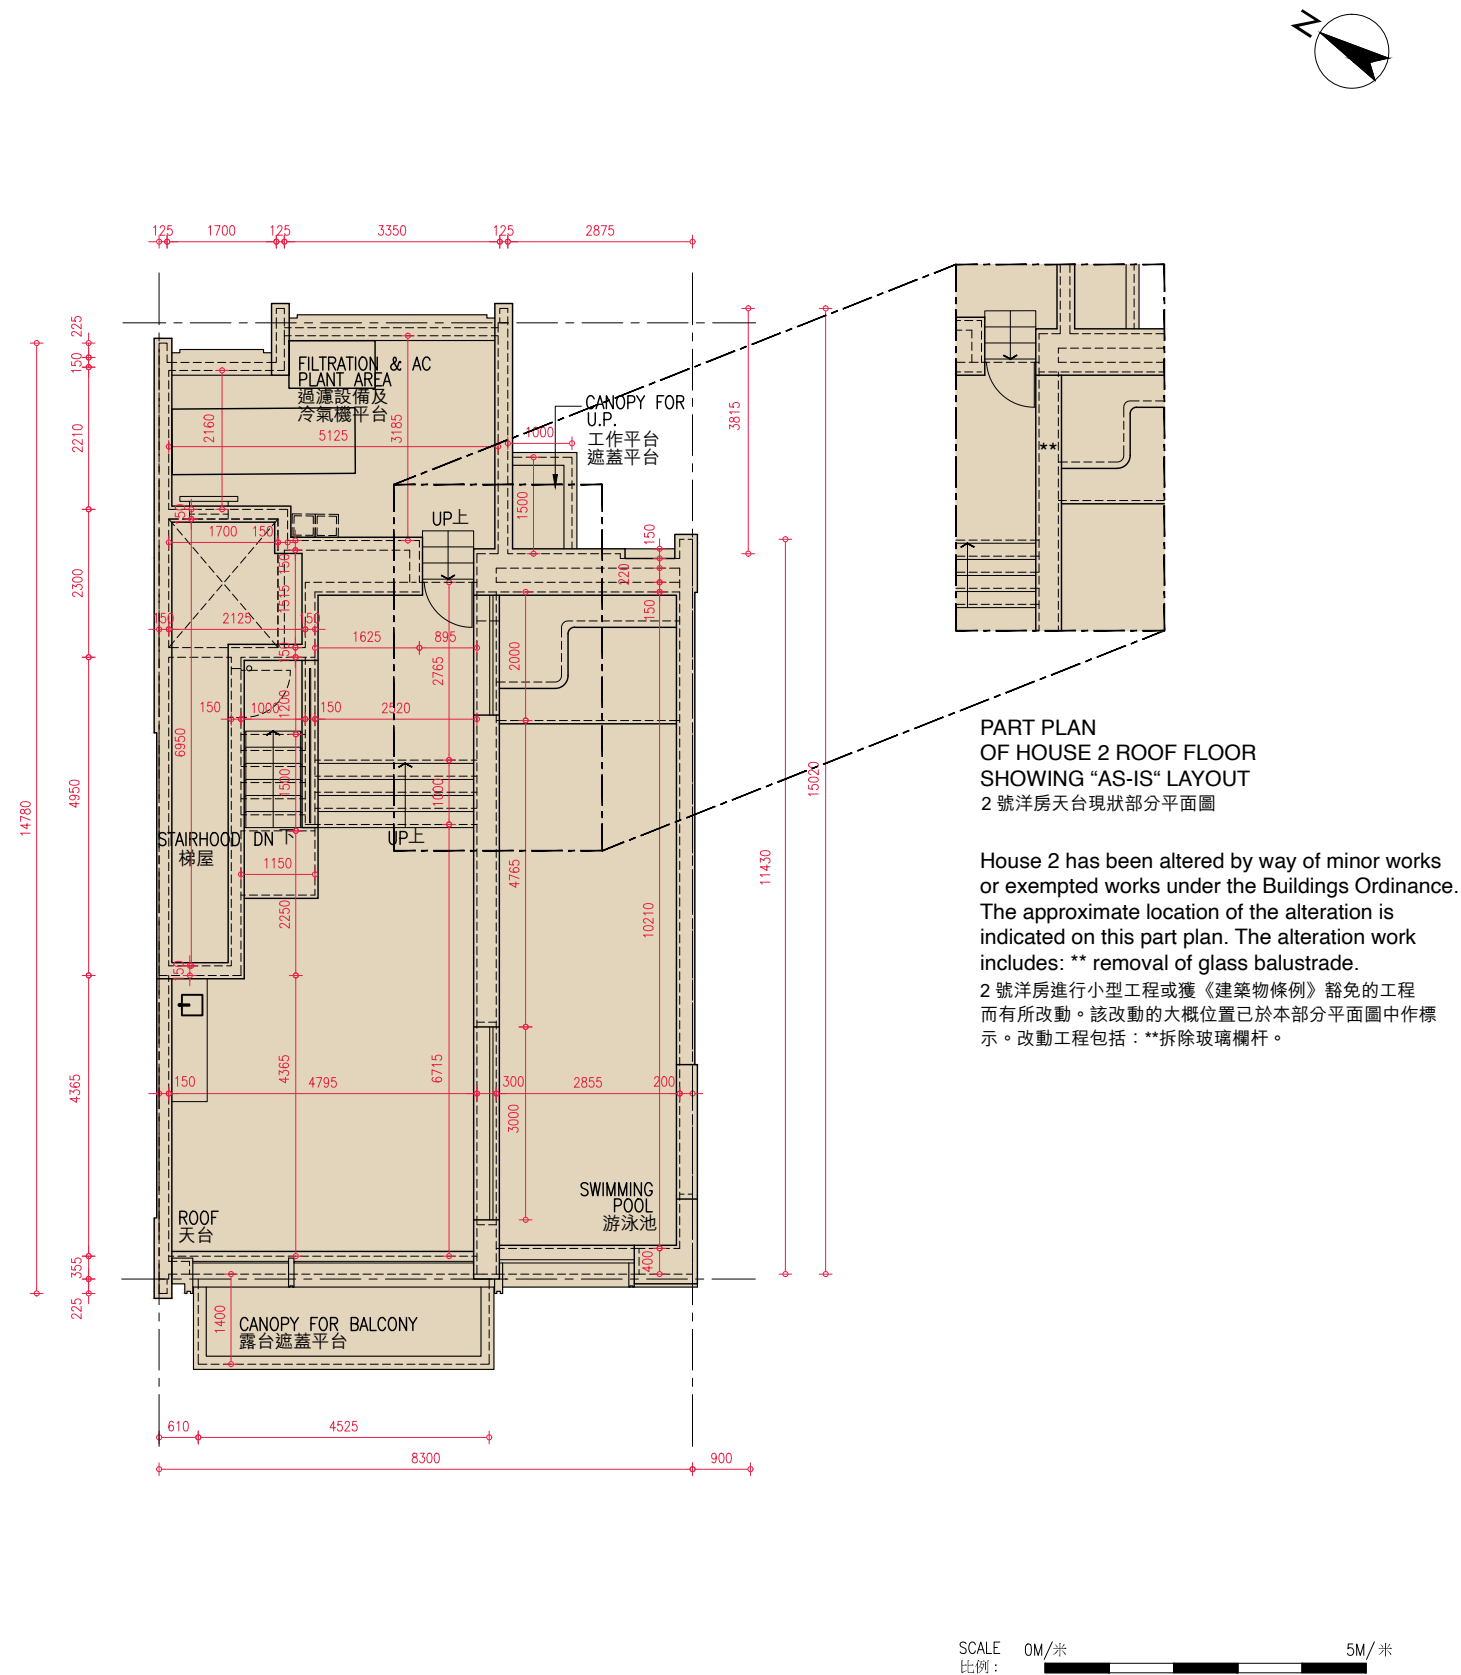 N
125 1700 125 3350 125 2875
225
150
2210
2300
4950
14780
4365
355
225
FILTRATION & AC
PLANT AREA
過濾設備及
冷氣機平台
2160
5125
3185
CANOPY FOR
U.P.
工作平台
遮蓋平台
1000
1500
3815
UP上
150
1700 150
150
1515
150
220
150
150 2125 150
1625 895
2765
2000
150
1200
150 1000 150 2520
6950
1500
1000
STAIRHOOD DN 下
梯屋
UP上
1150
2250
4765
10210
11430
15020
150
4365
6715
150 4795 300 2855 200
3000
SWIMMING
POOL
游泳池
ROOF
天台
400
1400
CANOPY FOR BALCONY
露台遮蓋平台
610 4525
8300 900
**
PART PLAN
OF HOUSE 2 ROOF FLOOR
SHOWING “AS-IS“ LAYOUT
2 號洋房天台現狀部分平面圖
House 2 has been altered by way of minor works
or exempted works under the Buildings Ordinance.
The approximate location of the alteration is
indicated on this part plan. The alteration work
includes: ** removal of glass balustrade.
2 號洋房進行小型工程或獲《建築物條例》豁免的工程
而有所改動。該改動的大概位置已於本部分平面圖中作標
示。改動工程包括：**拆除玻璃欄杆。
SCALE 0M/米 5M/ 米
比例 :